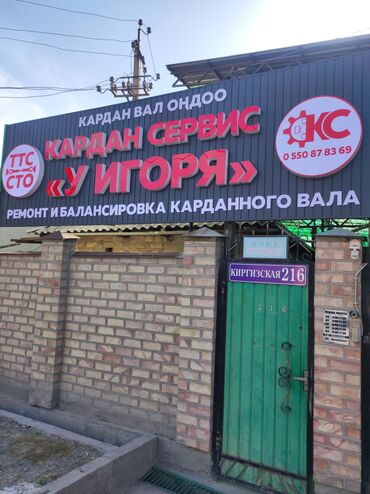 КАРДАН ВАЛ ОҢДОО
КАРДАН СЕРВИС
«У ИГОРЯ»
РЕМОНТ И БАЛАНСИРОВКА КАРДАННОГО ВАЛА
ТТС
СТО
КС
0 550 87 83 69
КИРГИЗСКАЯ 216
216